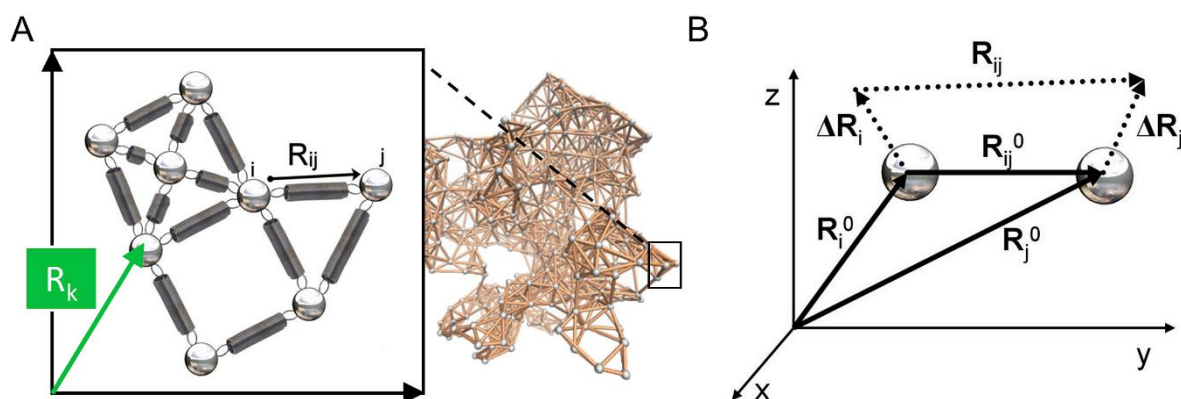 A
i
R_ij
j
R_k
B
z
R_ij
ΔR_i
ΔR_j
R_ij^0
R_i^0
R_j^0
y
x